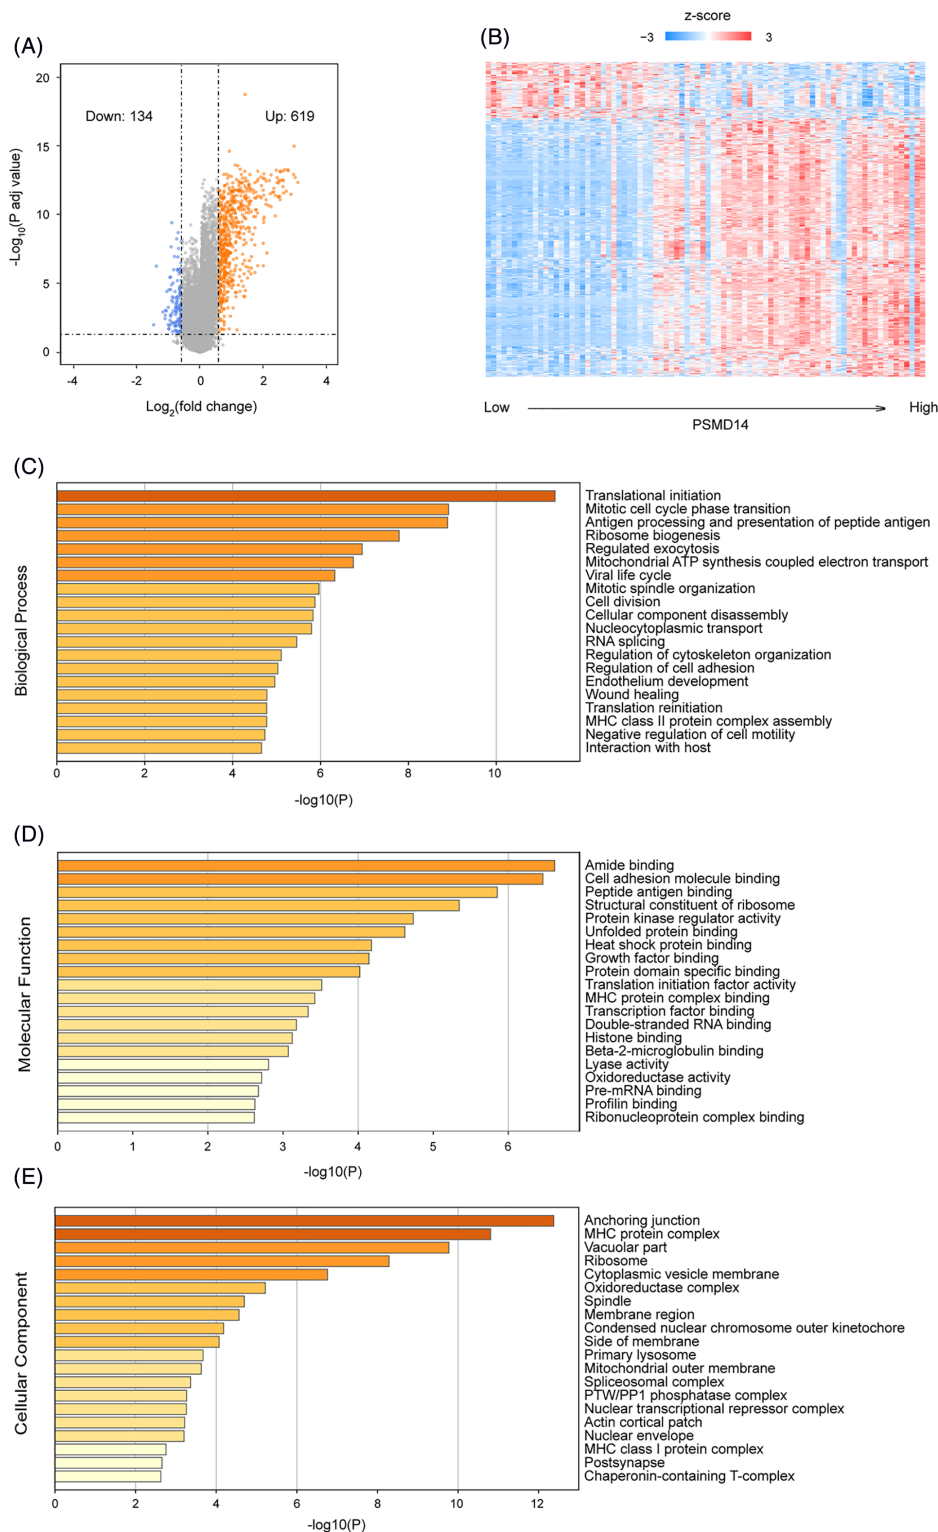 (A)
20
15
10
5
0
-4
-2
0
2
4
Down: 134
Up: 619
-Log10(P adj value)
Log2(fold change)
(B)
z-score
−3
3
Low
High
PSMD14
(C)
Biological Process
Translational initiation
Mitotic cell cycle phase transition
Antigen processing and presentation of peptide antigen
Ribosome biogenesis
Regulated exocytosis
Mitochondrial ATP synthesis coupled electron transport
Viral life cycle
Mitotic spindle organization
Cell division
Cellular component disassembly
Nucleocytoplasmic transport
RNA splicing
Regulation of cytoskeleton organization
Regulation of cell adhesion
Endothelium development
Wound healing
Translation reinitiation
MHC class II protein complex assembly
Negative regulation of cell motility
Interaction with host
0
2
4
6
8
10
-log10(P)
(D)
Molecular Function
Amide binding
Cell adhesion molecule binding
Peptide antigen binding
Structural constituent of ribosome
Protein kinase regulator activity
Unfolded protein binding
Heat shock protein binding
Growth factor binding
Protein domain specific binding
Translation initiation factor activity
MHC protein complex binding
Transcription factor binding
Double-stranded RNA binding
Histone binding
Beta-2-microglobulin binding
Lyase activity
Oxidoreductase activity
Pre-mRNA binding
Profilin binding
Ribonucleoprotein complex binding
0
1
2
3
4
5
6
-log10(P)
(E)
Cellular Component
Anchoring junction
MHC protein complex
Vacuolar part
Ribosome
Cytoplasmic vesicle membrane
Oxidoreductase complex
Spindle
Membrane region
Condensed nuclear chromosome outer kinetochore
Side of membrane
Primary lysosome
Mitochondrial outer membrane
Spliceosomal complex
PTW/PP1 phosphatase complex
Nuclear transcriptional repressor complex
Actin cortical patch
Nuclear envelope
MHC class I protein complex
Postsynapse
Chaperonin-containing T-complex
0
2
4
6
8
10
12
-log10(P)